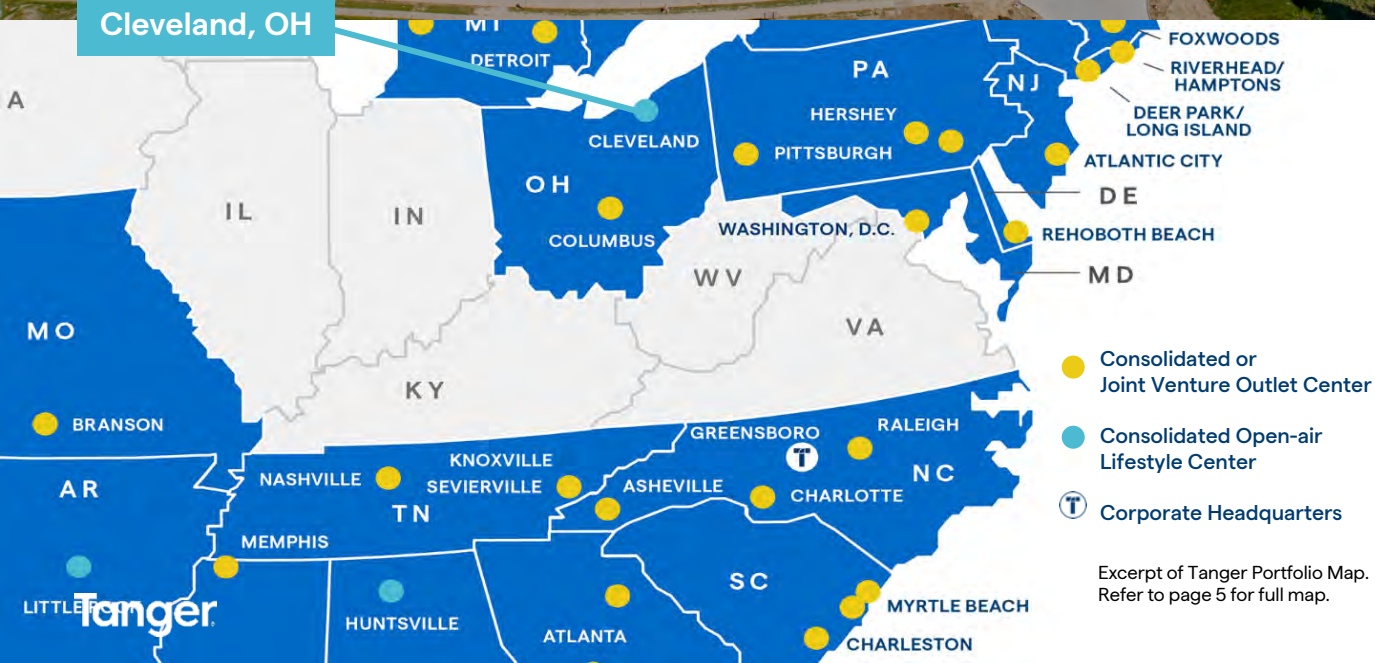 Cleveland, OH
MI
DETROIT
FOXWOODS
RIVERHEAD/
HAMPTONS
DEER PARK/
LONG ISLAND
PA
NJ
HERSHEY
CLEVELAND
PITTSBURGH
ATLANTIC CITY
A
OH
DE
IL
IN
COLUMBUS
WASHINGTON, D.C.
REHOBOTH BEACH
WV
MD
MO
VA
Consolidated or
Joint Venture Outlet Center
KY
BRANSON
GREENSBORO
RALEIGH
Consolidated Open-air
Lifestyle Center
KNOXVILLE
NASHVILLE
SEVIERVILLE
ASHEVILLE
NC
AR
CHARLOTTE
TN
T
T Corporate Headquarters
MEMPHIS
SC
Excerpt of Tanger Portfolio Map.
Refer to page 5 for full map.
LITTLE
Tanger
HUNTSVILLE
ATLANTA
MYRTLE BEACH
CHARLESTON